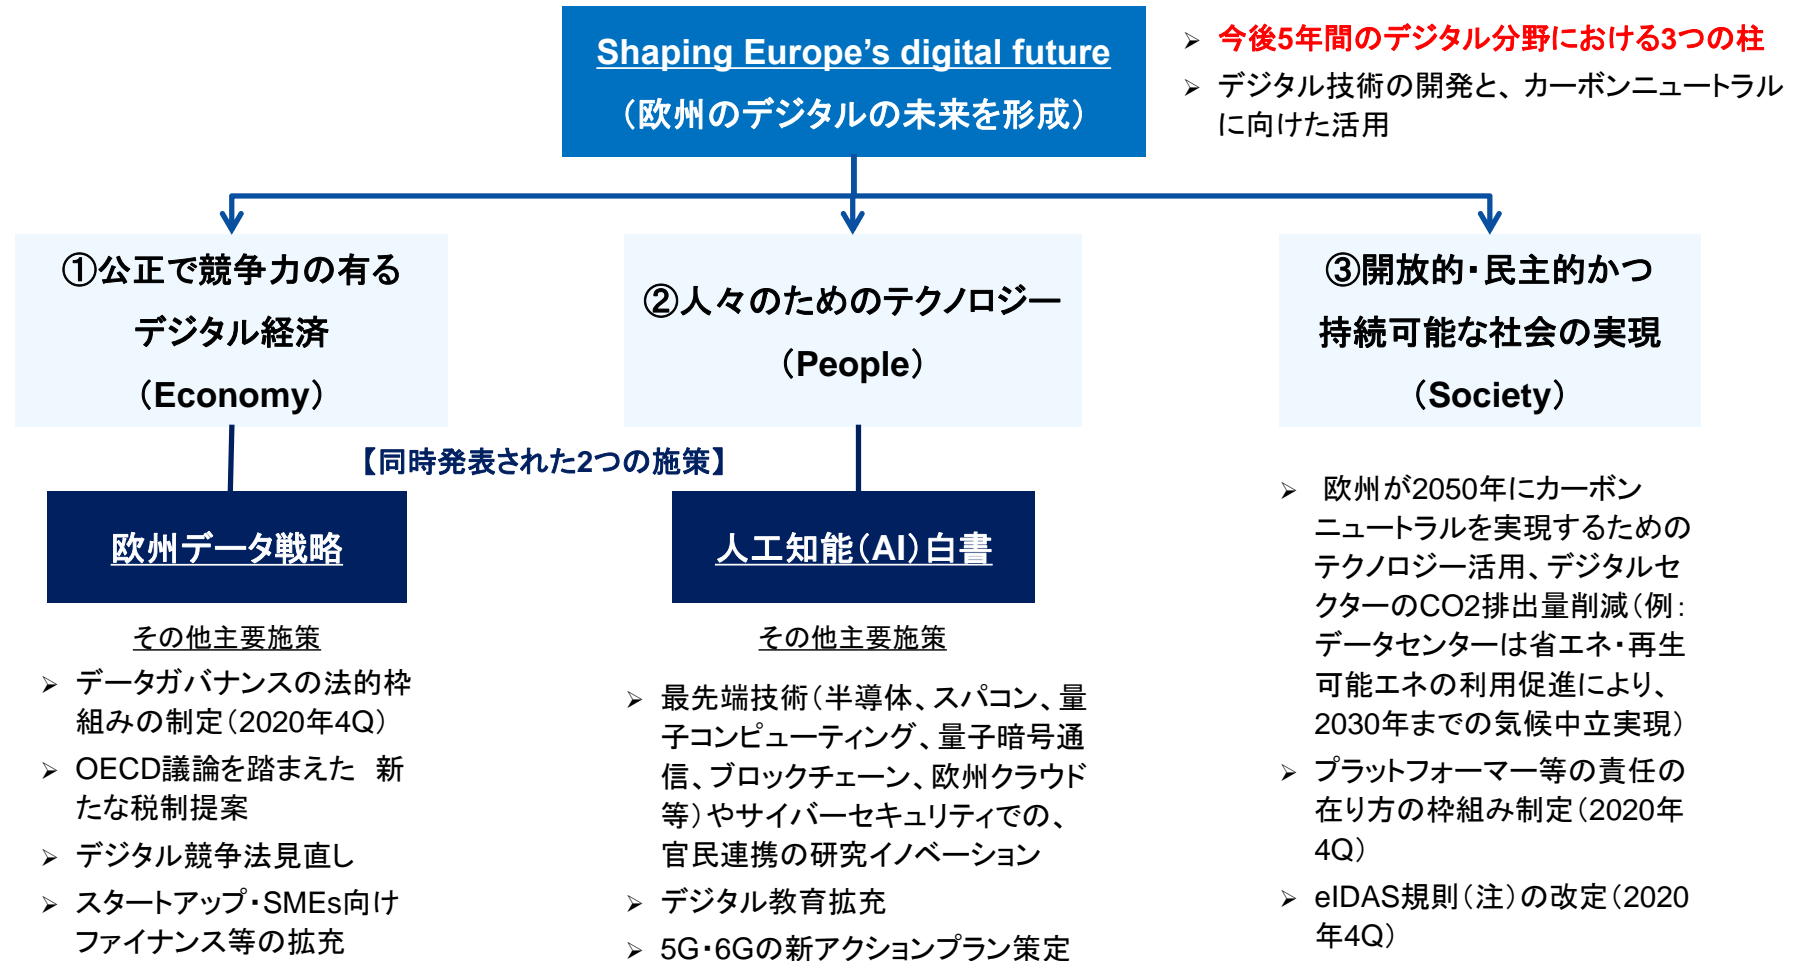 Shaping Europe's digital future
（欧州のデジタルの未来を形成）
➢ 今後5年間のデジタル分野における3つの柱
➢ デジタル技術の開発と、カーボンニュートラル
に向けた活用
①公正で競争力の有る
デジタル経済
（Economy）
②人々のためのテクノロジー
（People）
③開放的・民主的かつ
持続可能な社会の実現
（Society）
【同時発表された2つの施策】
欧州データ戦略
その他主要施策
➢ データガバナンスの法的枠
組みの制定（2020年4Q）
➢ OECD議論を踏まえた 新
たな税制提案
➢ デジタル競争法見直し
➢ スタートアップ・SMEs向け
ファイナンス等の拡充
人工知能（AI）白書
その他主要施策
➢ 最先端技術（半導体、スパコン、量
子コンピューティング、量子暗号通
信、ブロックチェーン、欧州クラウド
等）やサイバーセキュリティでの、
官民連携の研究イノベーション
➢ デジタル教育拡充
➢ 5G・6Gの新アクションプラン策定
➢ 欧州が2050年にカーボン
ニュートラルを実現するための
テクノロジー活用、デジタルセ
クターのCO2排出量削減（例：
データセンターは省エネ・再生
可能エネの利用促進により、
2030年までの気候中立実現）
➢ プラットフォーマー等の責任の
在り方の枠組み制定（2020年
4Q）
➢ eIDAS規則（注）の改定（2020
年4Q）